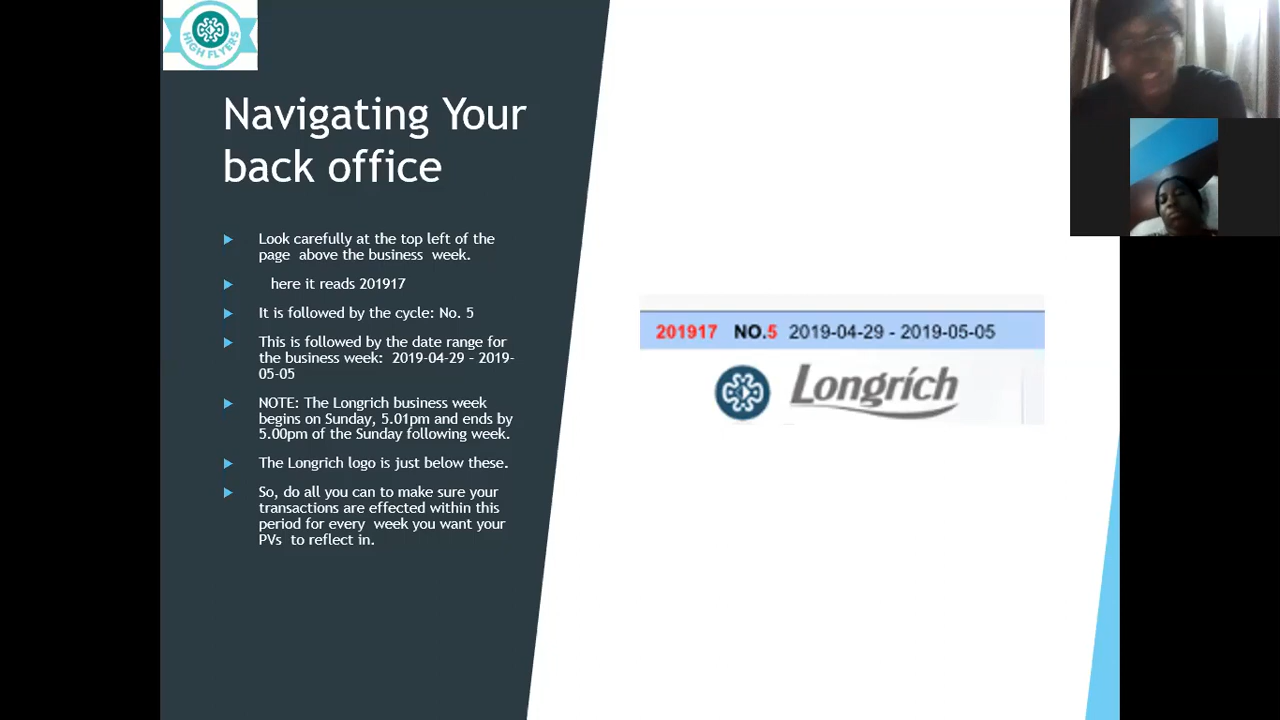 HIGH FLYERS
Navigating Your
back office
Look carefully at the top left of the
page above the business week.
here it reads 201917
It is followed by the cycle: No. 5
This is followed by the date range for
the business week: 2019-04-29 – 2019-
05-05
NOTE: The Longrich business week
begins on Sunday, 5.01pm and ends by
5.00pm of the Sunday following week.
The Longrich logo is just below these.
So, do all you can to make sure your
transactions are effected within this
period for every week you want your
PVs to reflect in.
201917 NO.5 2019-04-29 - 2019-05-05
Longrích